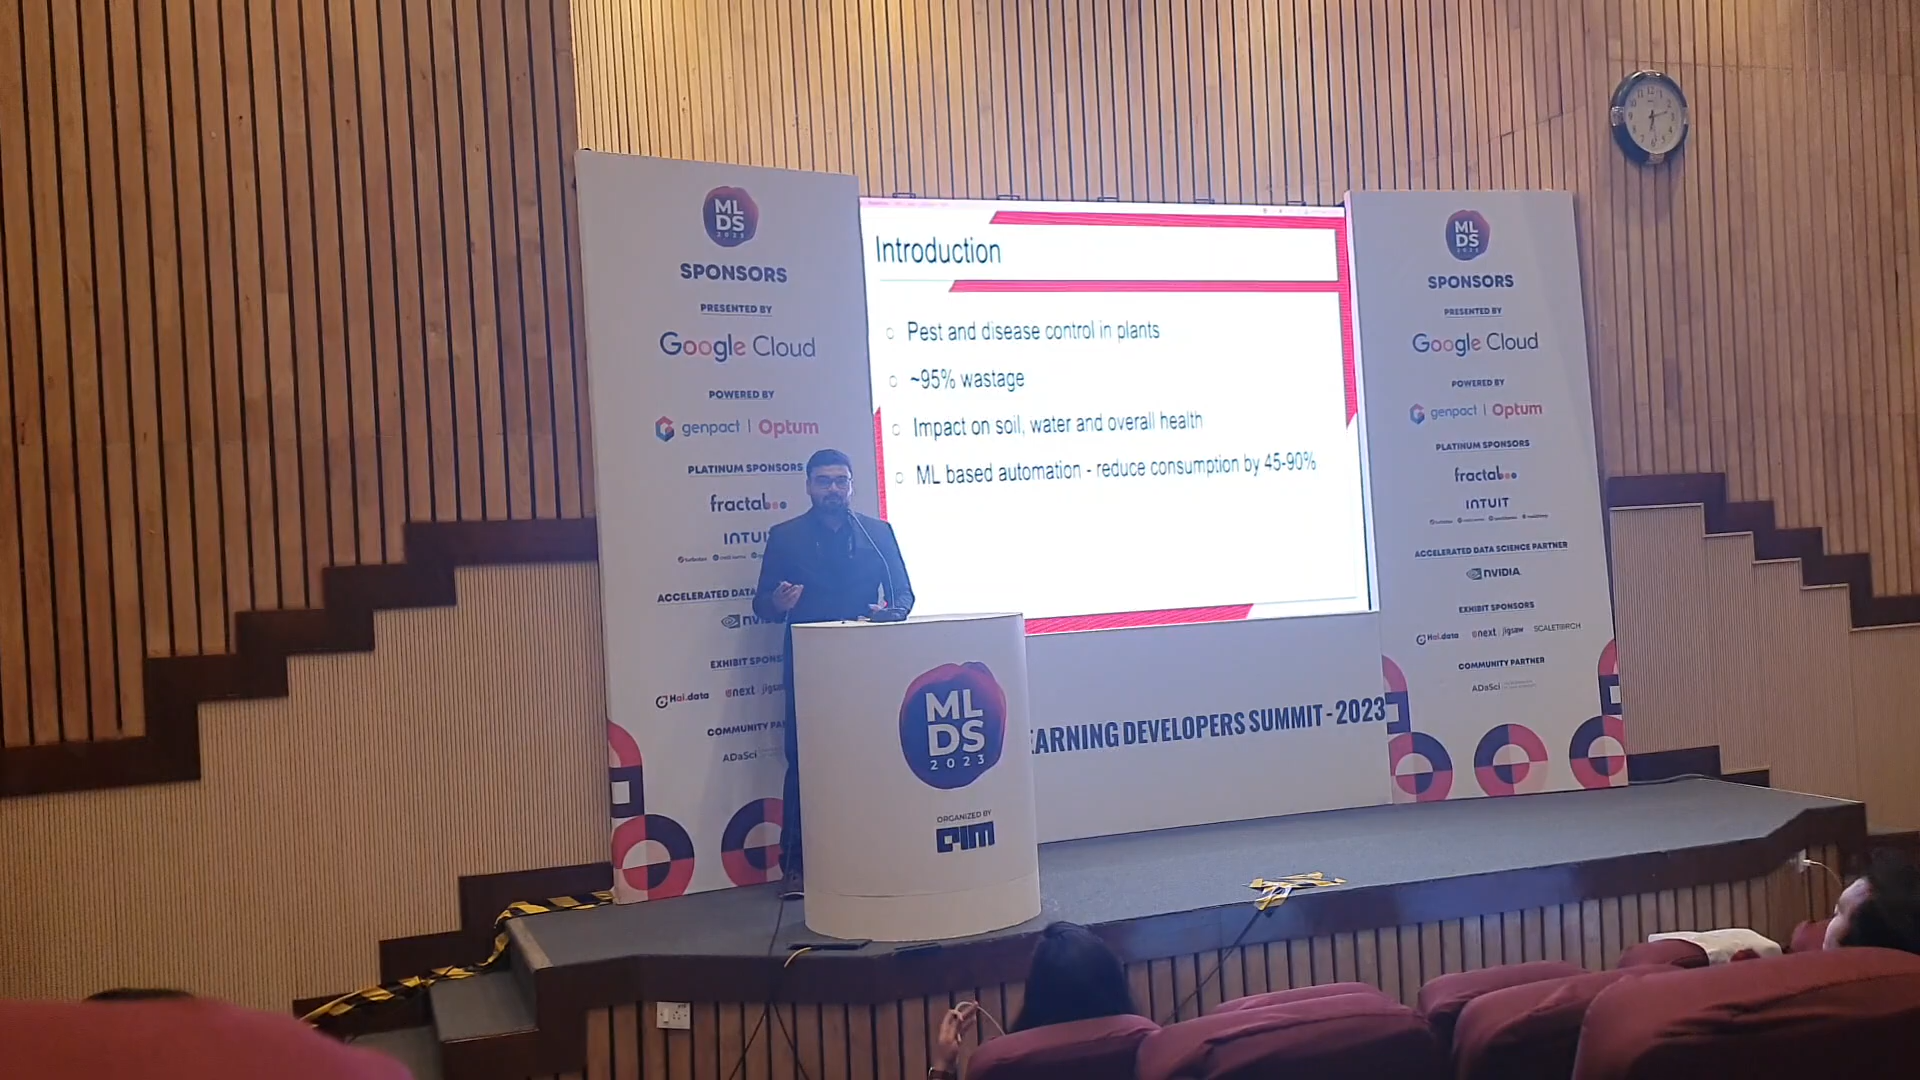 ML
DS
2023
SPONSORS
PRESENTED BY
Google Cloud
POWERED BY
genpact | Optum
PLATINUM SPONSORS
fractal
INTUI
ACCELERATED DATA
NVI
EXHIBIT SPONS
Hai.data next jigsa
COMMUNITY PA
ADaSci
Introduction
Pest and disease control in plants
~95% wastage
Impact on soil, water and overall health
ML based automation - reduce consumption by 45-90%
ML
DS
2023
ORGANIZED BY
AIM
EARNING DEVELOPERS SUMMIT - 2023
ML
DS
2023
SPONSORS
PRESENTED BY
Google Cloud
POWERED BY
genpact | Optum
PLATINUM SPONSORS
fractal
INTUIT
ACCELERATED DATA SCIENCE PARTNER
NVIDIA
EXHIBIT SPONSORS
Hai.data next jigsaw SCALETORCH
COMMUNITY PARTNER
ADaSci